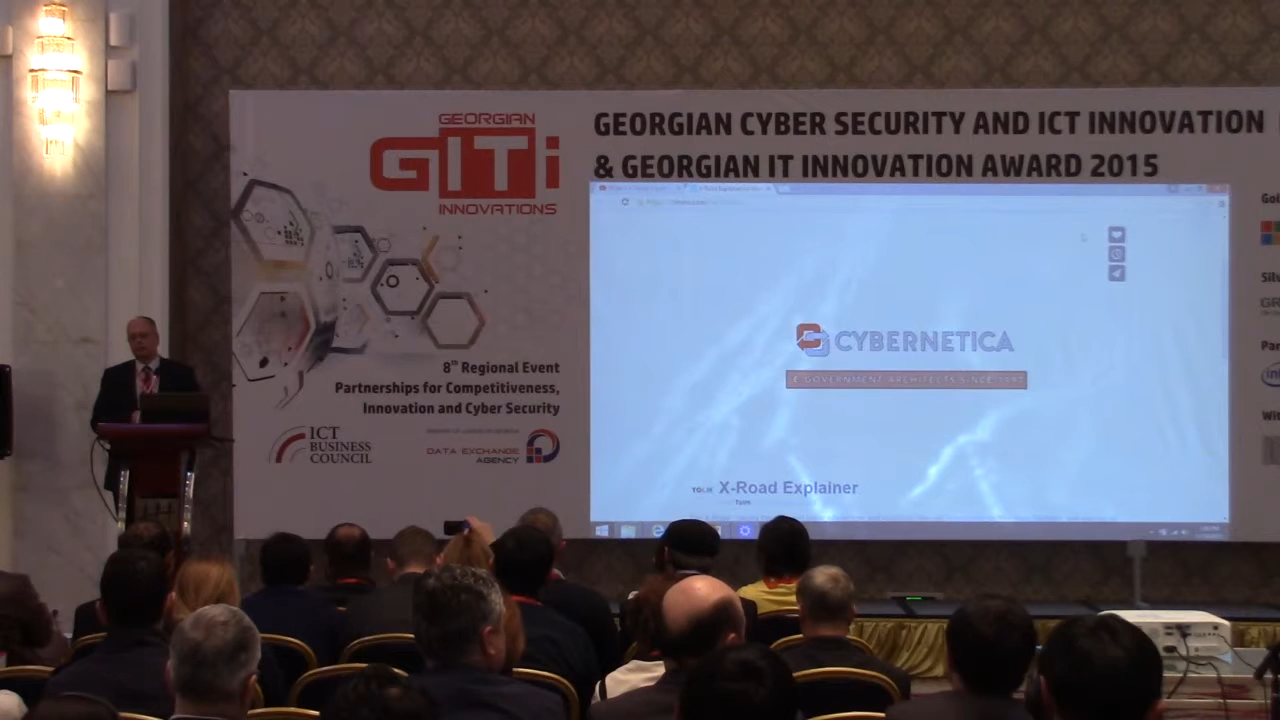 GEORGIAN
GITi
INNOVATIONS
GEORGIAN CYBER SECURITY AND ICT INNOVATION
& GEORGIAN IT INNOVATION AWARD 2015
8th Regional Event
Partnerships for Competitiveness,
Innovation and Cyber Security
ICT
BUSINESS
COUNCIL
DATA EXCHANGE
AGENCY
CYBERNETICA
E-GOVERNMENT ARCHITECTS SINCE 1997
X-Road Explainer